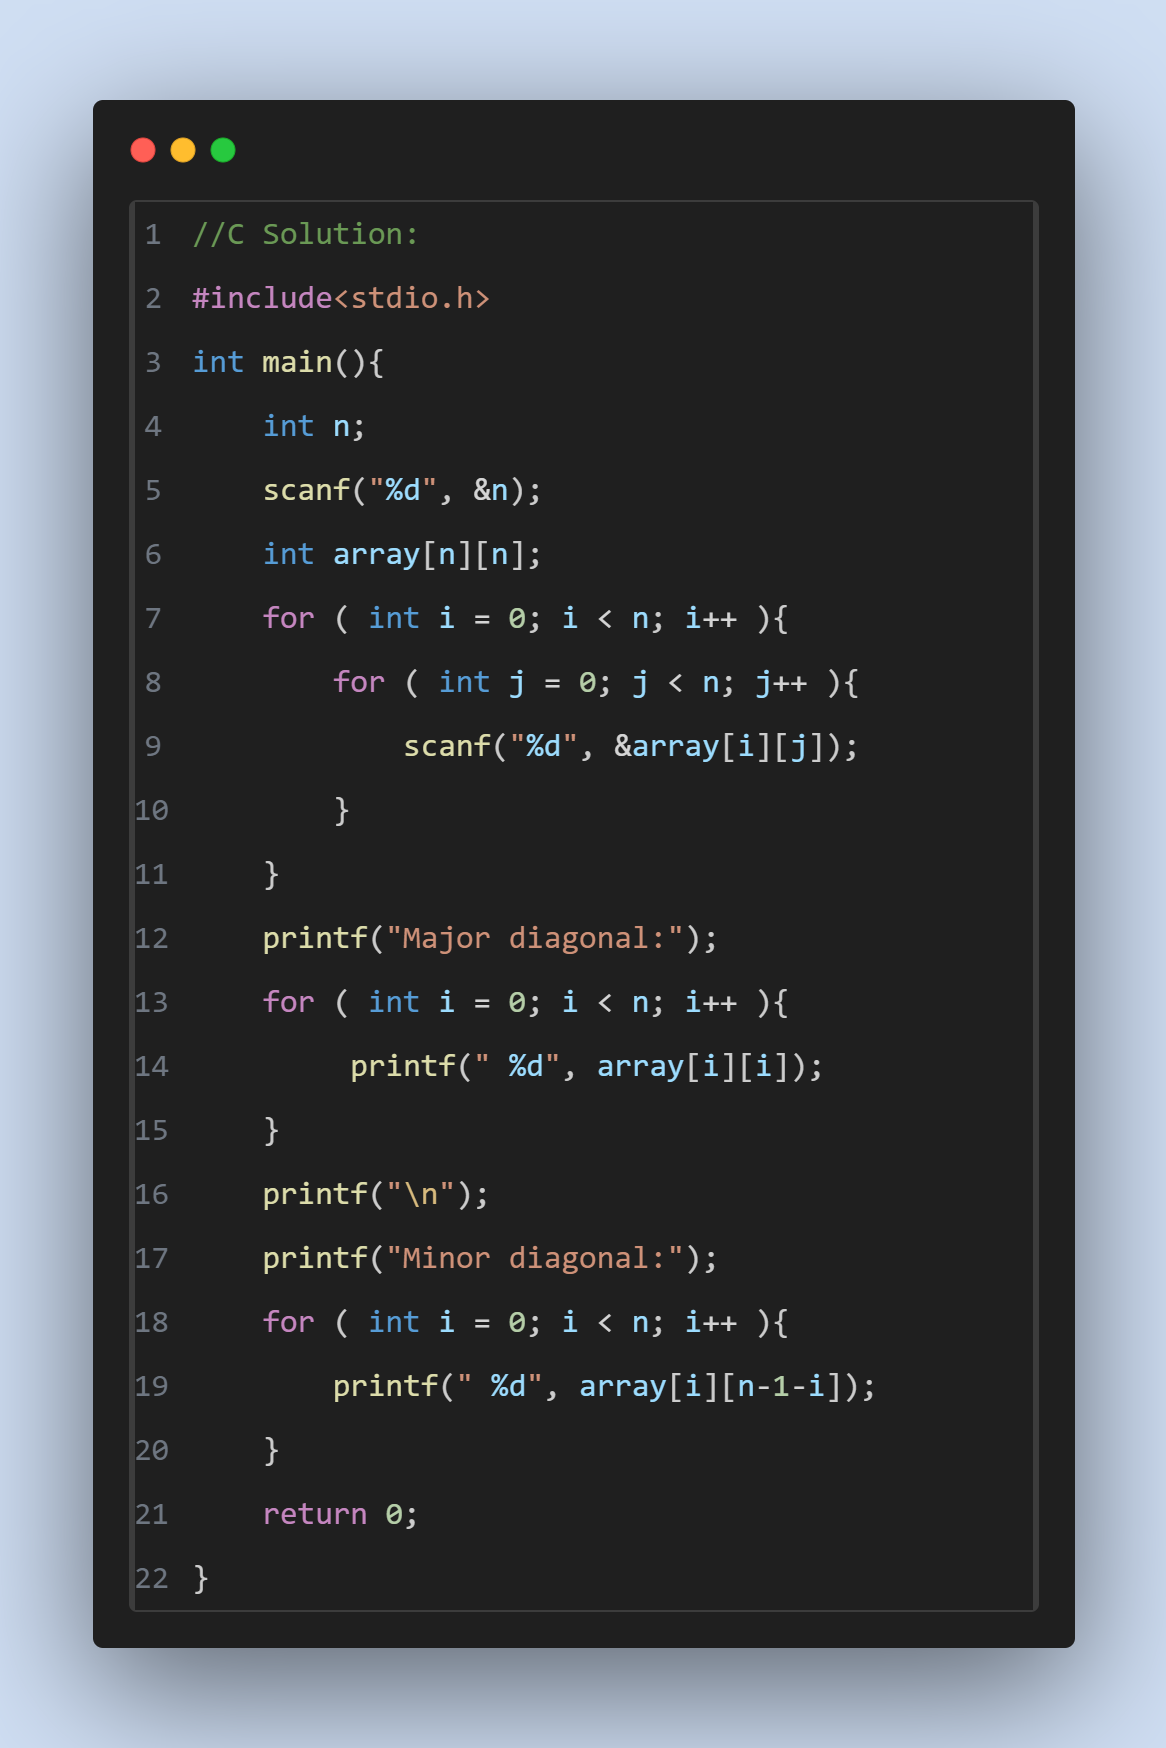 1 //C Solution:
2 #include<stdio.h>
3 int main(){
4     int n;
5     scanf("%d", &n);
6     int array[n][n];
7     for ( int i = 0; i < n; i++ ){
8         for ( int j = 0; j < n; j++ ){
9             scanf("%d", &array[i][j]);
10         }
11     }
12     printf("Major diagonal:");
13     for ( int i = 0; i < n; i++ ){
14          printf(" %d", array[i][i]);
15     }
16     printf("\n");
17     printf("Minor diagonal:");
18     for ( int i = 0; i < n; i++ ){
19         printf(" %d", array[i][n-1-i]);
20     }
21     return 0;
22 }